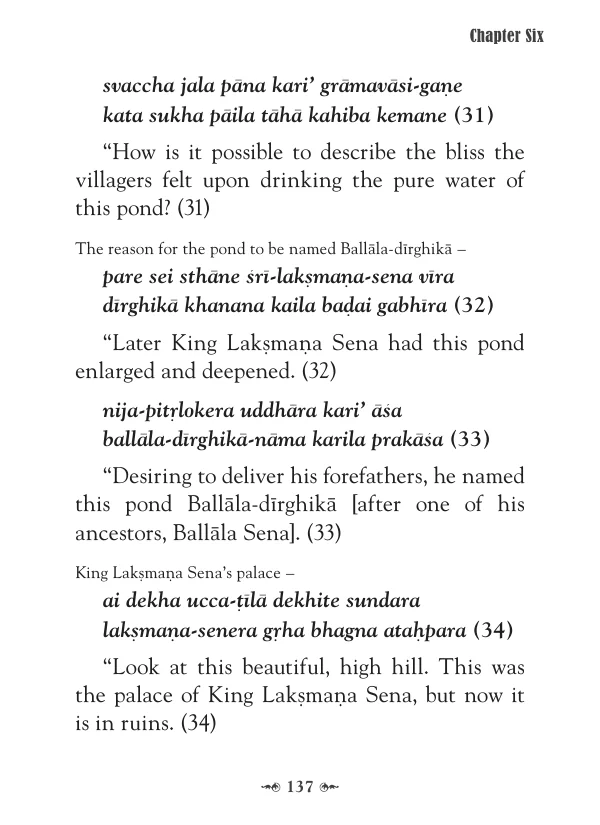 Chapter Six
svaccha jala pāna kari’ grāmavāsi-gaṇe
kata sukha pāila tāhā kahiba kemane (31)
“How is it possible to describe the bliss the
villagers felt upon drinking the pure water of
this pond? (31)
The reason for the pond to be named Ballāla-dīrghikā –
pare sei sthāne śrī-lakṣmaṇa-sena vīra
dīrghikā khanana kaila baḍai gabhīra (32)
“Later King Lakṣmaṇa Sena had this pond
enlarged and deepened. (32)
nija-pitṛlokera uddhāra kari’ āśa
ballāla-dīrghikā-nāma karila prakāśa (33)
“Desiring to deliver his forefathers, he named
this pond Ballāla-dīrghikā [after one of his
ancestors, Ballāla Sena]. (33)
King Lakṣmaṇa Sena’s palace –
ai dekha ucca-ṭīlā dekhite sundara
lakṣmaṇa-senera gṛha bhagna ataḥpara (34)
“Look at this beautiful, high hill. This was
the palace of King Lakṣmaṇa Sena, but now it
is in ruins. (34)
137